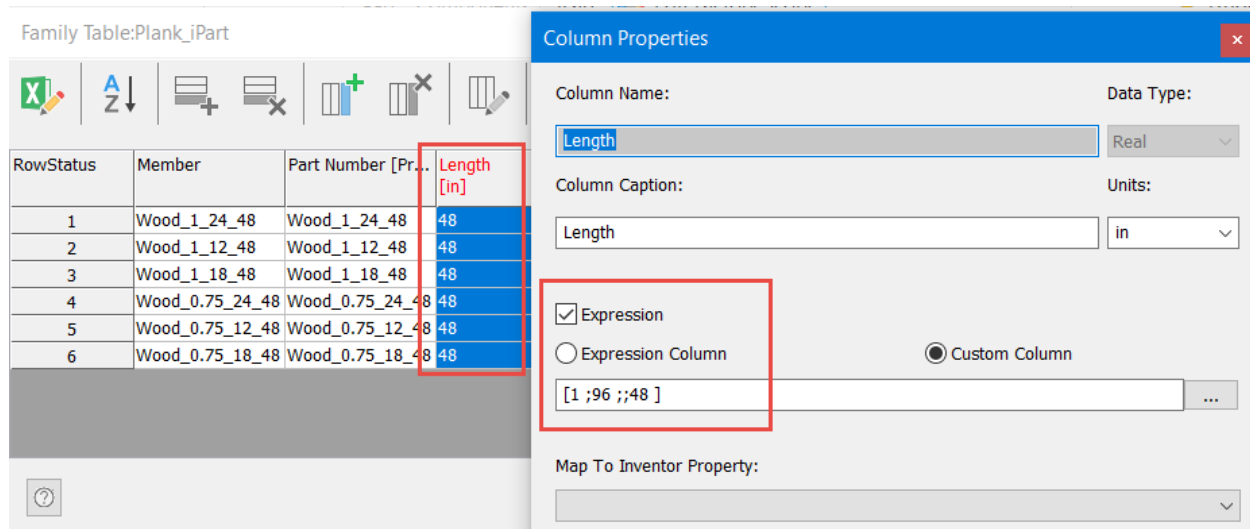 Family Table:Plank_iPart
Column Properties
x
A
Z
Column Name:
Data Type:
Length
Real
Column Caption:
Units:
Length
in
RowStatus Member Part Number [Pr... Length
[in]
1 Wood_1_24_48 Wood_1_24_48 48
2 Wood_1_12_48 Wood_1_12_48 48
3 Wood_1_18_48 Wood_1_18_48 48
4 Wood_0.75_24_48 Wood_0.75_24_48 48
5 Wood_0.75_12_48 Wood_0.75_12_48 48
6 Wood_0.75_18_48 Wood_0.75_18_48 48
Expression
Expression Column
Custom Column
[1 ;96 ;;48 ]
...
Map To Inventor Property:
?